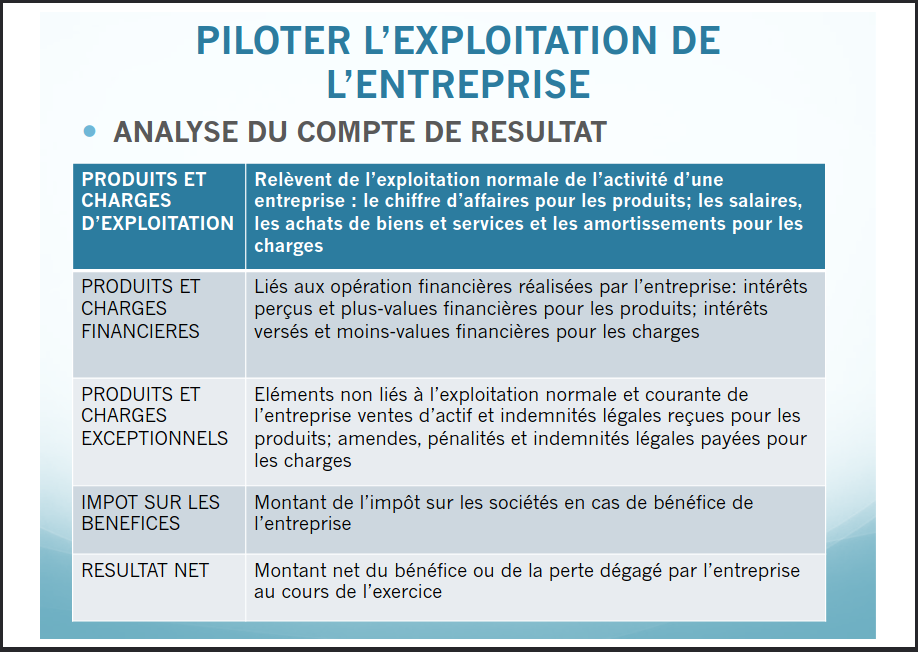 PILOTER L’EXPLOITATION DE
L’ENTREPRISE
• ANALYSE DU COMPTE DE RESULTAT
PRODUITS ET
CHARGES
D’EXPLOITATION
Relèvent de l’exploitation normale de l’activité d’une
entreprise : le chiffre d’affaires pour les produits; les salaires,
les achats de biens et services et les amortissements pour les
charges
PRODUITS ET
CHARGES
FINANCIERES
Liés aux opération financières réalisées par l’entreprise: intérêts
perçus et plus-values financières pour les produits; intérêts
versés et moins-values financières pour les charges
PRODUITS ET
CHARGES
EXCEPTIONNELS
Eléments non liés à l’exploitation normale et courante de
l’entreprise ventes d’actif et indemnités légales reçues pour les
produits; amendes, pénalités et indemnités légales payées pour
les charges
IMPOT SUR LES
BENEFICES
Montant de l’impôt sur les sociétés en cas de bénéfice de
l’entreprise
RESULTAT NET
Montant net du bénéfice ou de la perte dégagé par l’entreprise
au cours de l’exercice